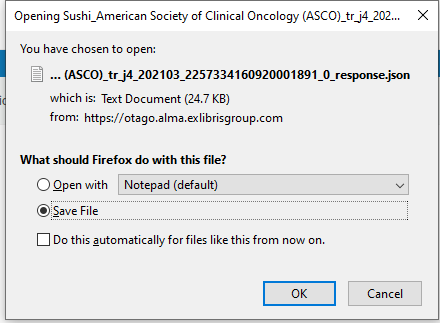 Opening Sushi_American Society of Clinical Oncology (ASCO)_tr_j4_202...
You have chosen to open:
... (ASCO)_tr_j4_202103_2257334160920001891_0_response.json
which is: Text Document (24.7 KB)
from: https://otago.alma.exlibrisgroup.com
What should Firefox do with this file?
Open with Notepad (default)
Save File
Do this automatically for files like this from now on.
OK Cancel